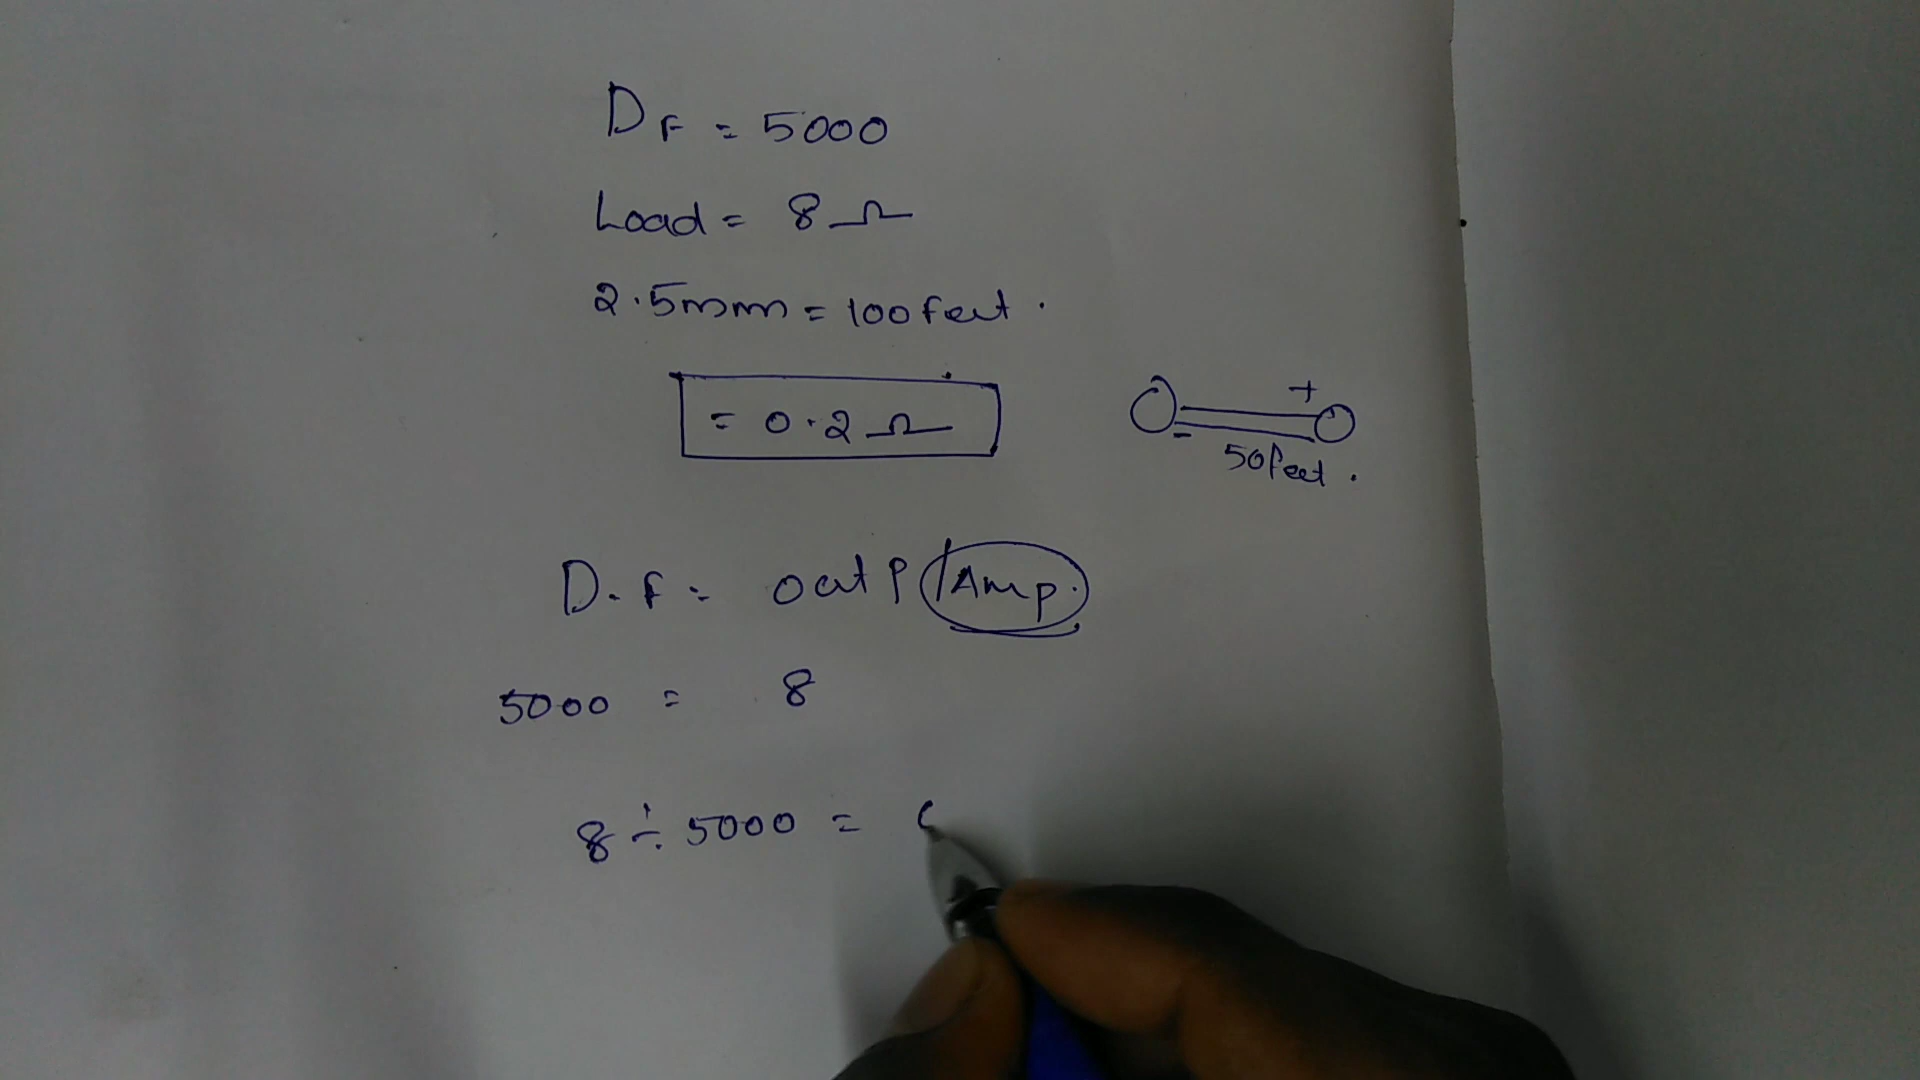 DF = 5000
Load = 8 Ω
2.5mm = 100 feet.
= 0.2 Ω
+
-
50 feet.
D.F = outp/Amp.
5000 = 8
8 ÷ 5000 =